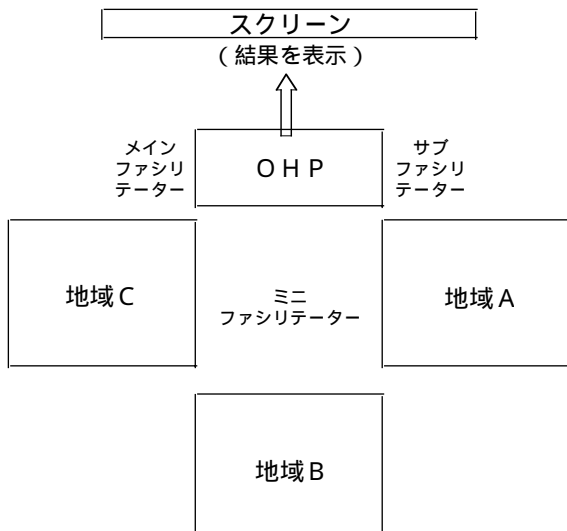 スクリーン
(結果を表示)
メイン
ファシリ
テーター
OHP
サブ
ファシリ
テーター
地域C
ミニ
ファシリテーター
地域A
地域B